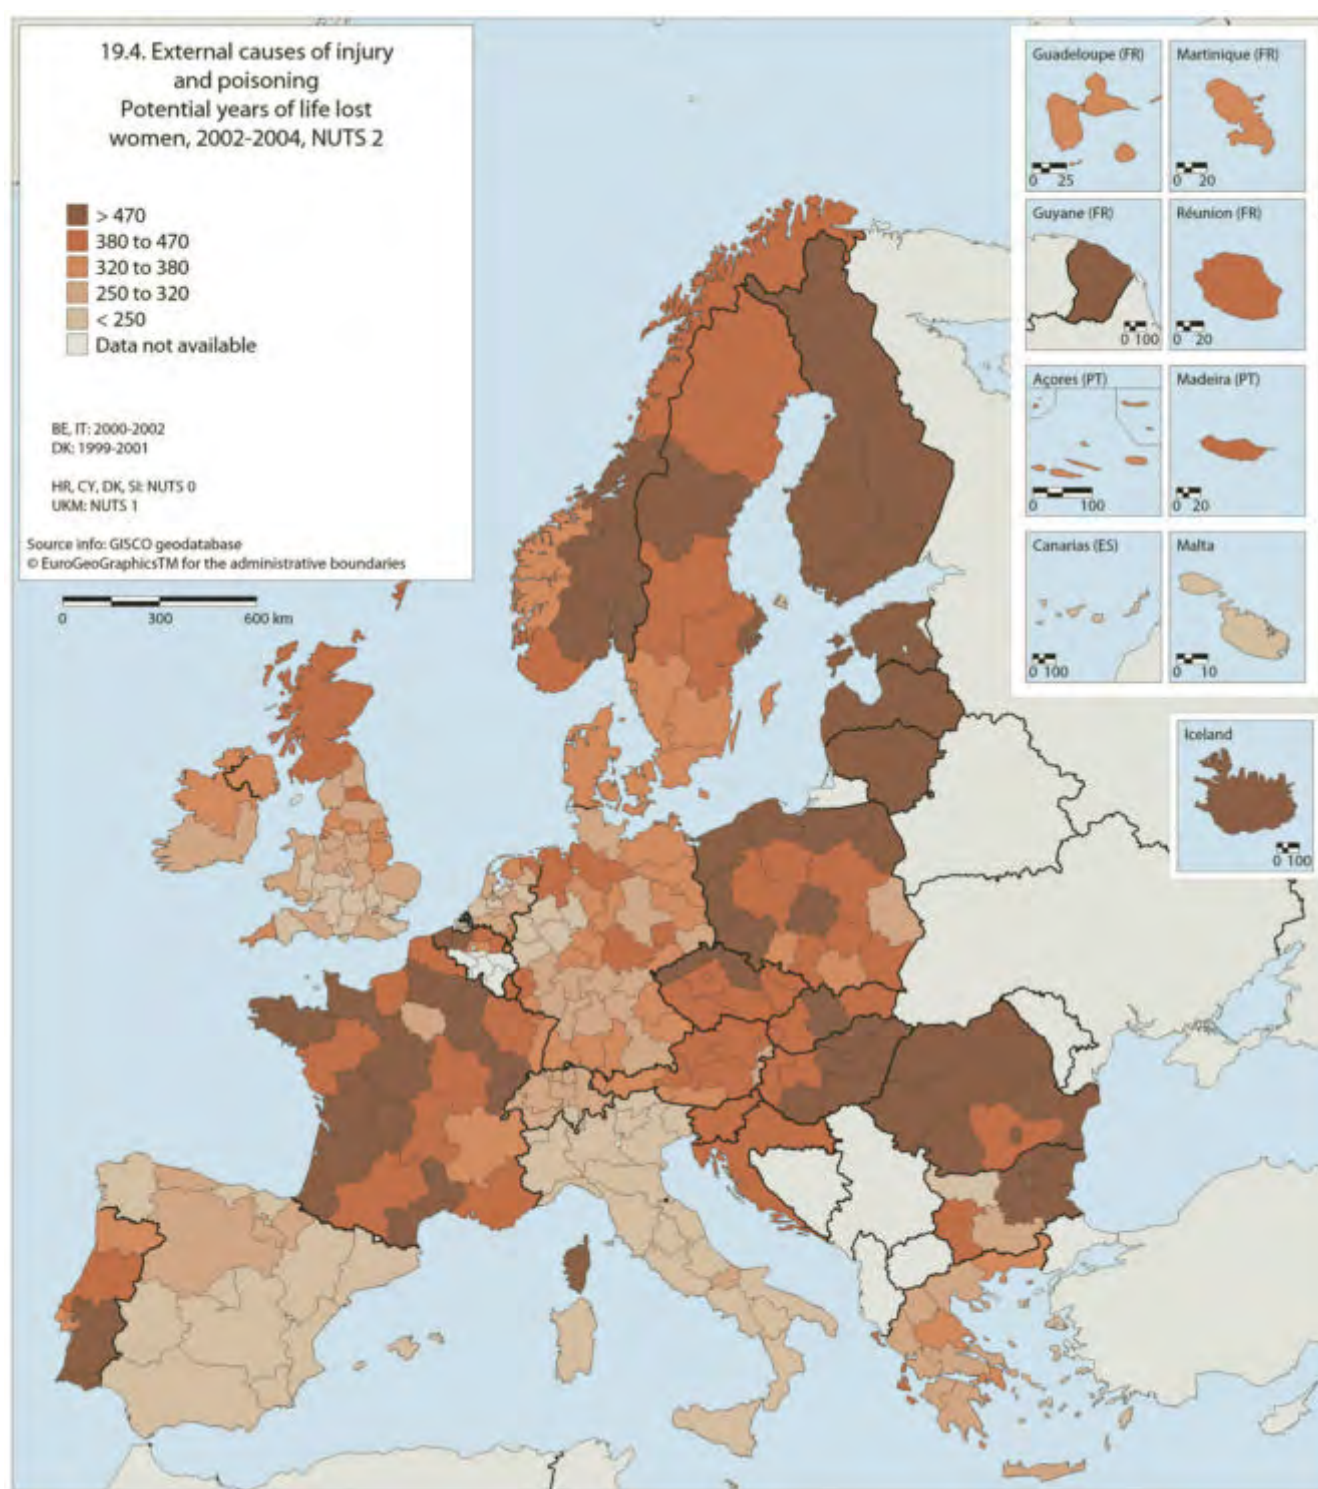 19.4. External causes of injury
and poisoning
Potential years of life lost
women, 2002-2004, NUTS 2
> 470
380 to 470
320 to 380
250 to 320
< 250
Data not available
BE, IT: 2000-2002
DK: 1999-2001
HR, CY, DK, SI: NUTS 0
UKM: NUTS 1
Source info: GISCO geodatabase
© EuroGeoGraphicsTM for the administrative boundaries
0 300 600 km
Guadeloupe (FR)
0 25
Martinique (FR)
0 20
Guyane (FR)
0 100
Réunion (FR)
0 20
Açores (PT)
0 100
Madeira (PT)
0 20
Canarias (ES)
0 100
Malta
0 10
Iceland
0 100